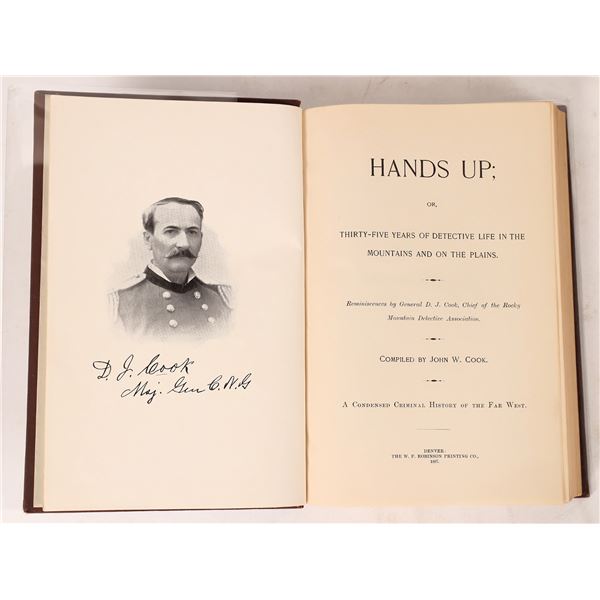 D. J. Cook
Maj. Gen C.N.G
HANDS UP;
OR,
THIRTY-FIVE YEARS OF DETECTIVE LIFE IN THE
MOUNTAINS AND ON THE PLAINS.
Reminiscences by General D. J. Cook, Chief of the Rocky
Mountain Detective Association.
COMPILED BY JOHN W. COOK.
A CONDENSED CRIMINAL HISTORY OF THE FAR WEST.
DENVER:
THE W. F. ROBINSON PRINTING CO.,
1897.